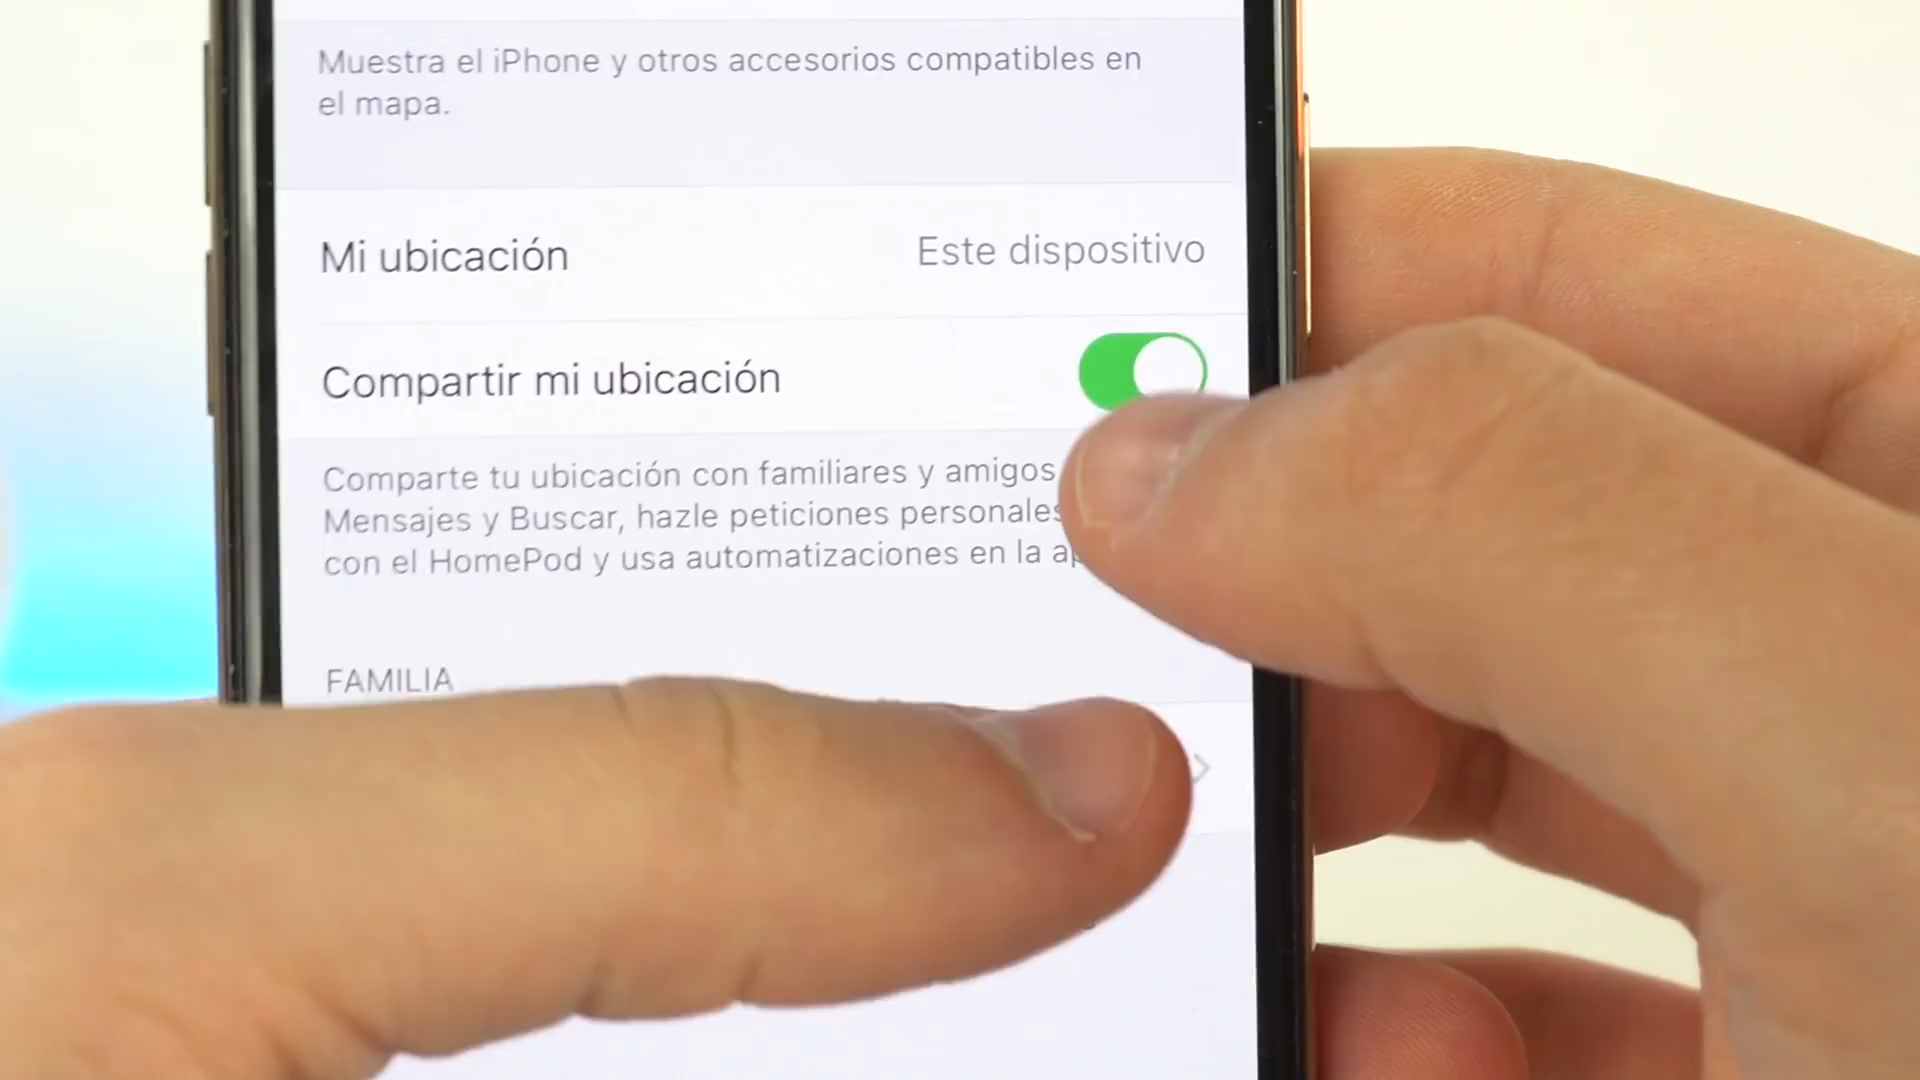 Muestra el iPhone y otros accesorios compatibles en
el mapa.
Mi ubicación
Este dispositivo
Compartir mi ubicación
Comparte tu ubicación con familiares y amigos
Mensajes y Buscar, hazle peticiones personales
con el HomePod y usa automatizaciones en la
FAMILIA